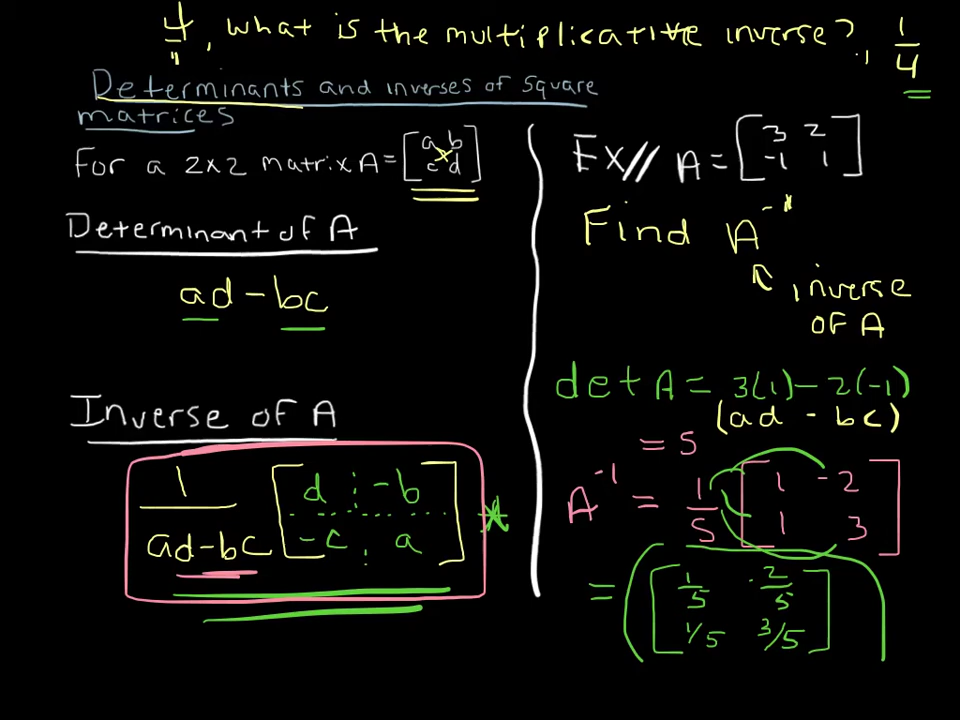 4/1, what is the multiplicative inverse?, 1/4
Determinants and inverses of square
matrices
For a 2x2 matrix A = [a b
c d]
Determinant of A
ad - bc
Inverse of A
1/(ad-bc) [d -b
-c a] *
Ex// A = [3 2
-1 1]
Find A⁻¹
inverse
of A
det A = 3(1) - 2(-1)
(ad - bc)
= 5
A⁻¹ = 1/5 [1 -2
1 3]
= [1/5 -2/5
1/5 3/5]